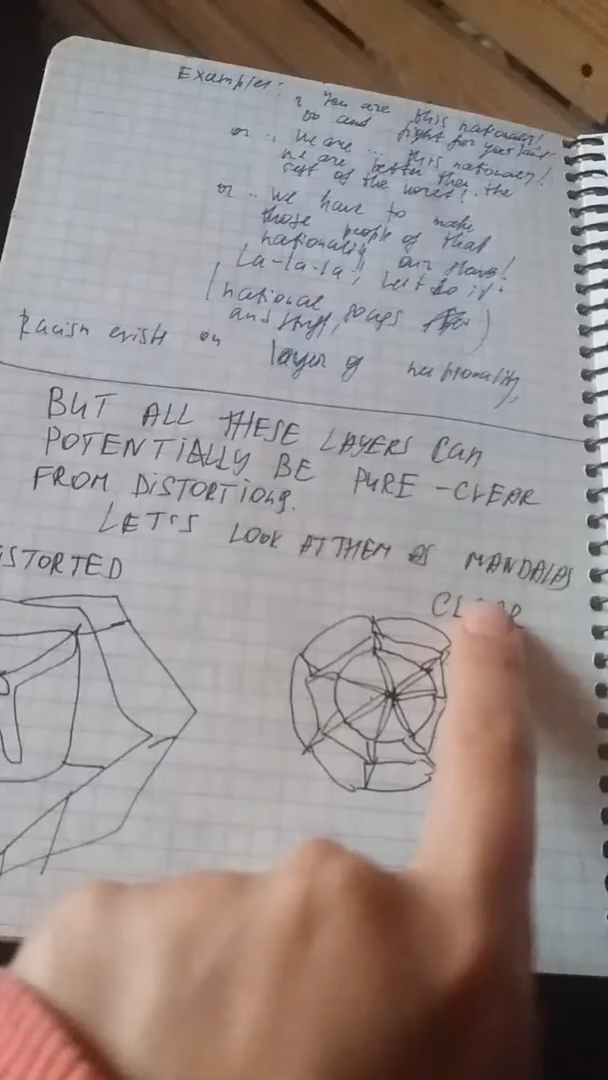 Examples: You are this nationality!
Go and fight for your
or .. We are ... this nationality!
we are better then the
rest of the world!
or .. we have to make
those people of that
nationality our slaves!
La-la-la!! Let's do it!
(national songs
and stuff, )
Racism exists on layer of nationality,
BUT ALL THESE LAYERS CAN
POTENTIALLY BE PURE-CLEAR
FROM DISTORTIONS.
LET'S LOOK AT THEM AS MANDALAS
ISTORTED
CL R